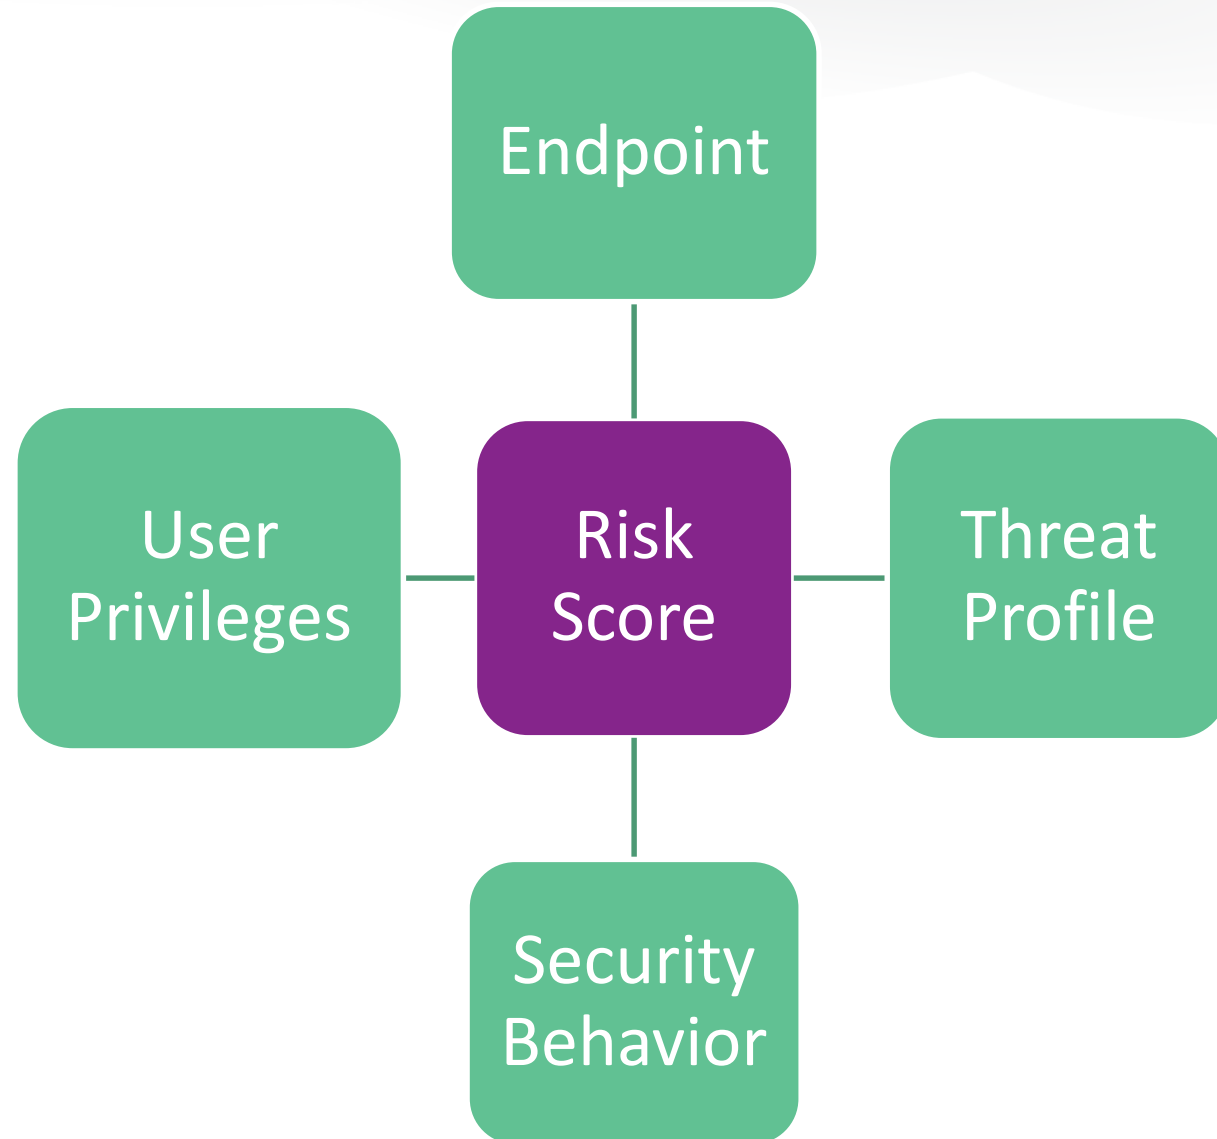 Endpoint
User
Privileges
Risk
Score
Threat
Profile
Security
Behavior